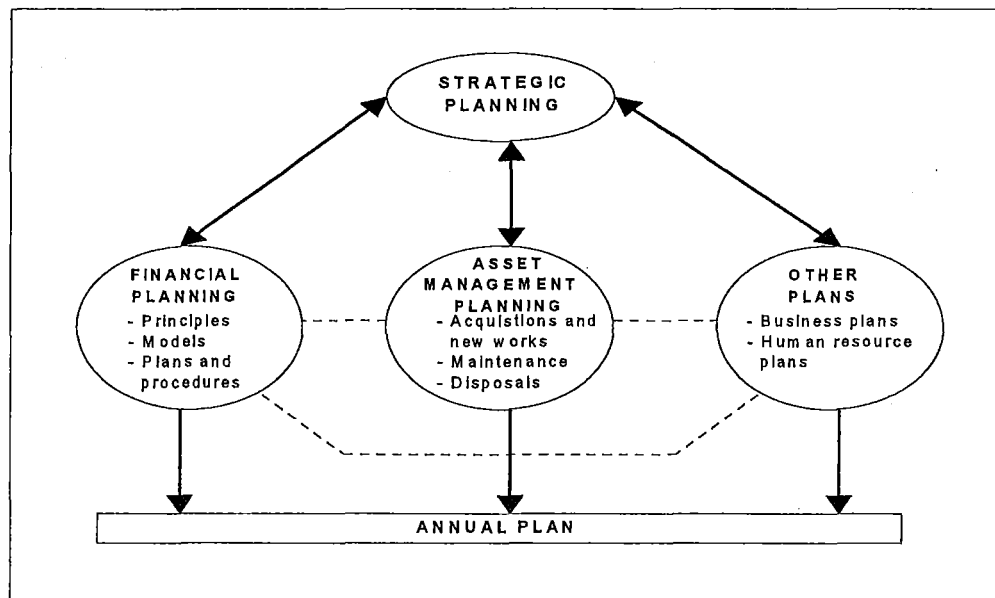 STRATEGIC
PLANNING
FINANCIAL
PLANNING
- Principles
- Models
- Plans and
procedures
ASSET
MANAGEMENT
PLANNING
- Acquistions and
new works
- Maintenance
- Disposals
OTHER
PLANS
- Business plans
- Human resource
plans
ANNUAL PLAN